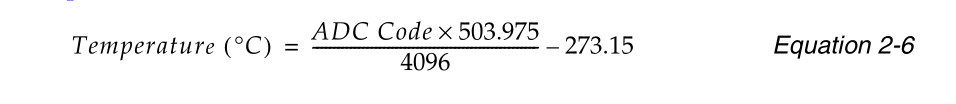 Temperature (°C) = ADC Code × 503.975 / 4096 – 273.15 Equation 2-6